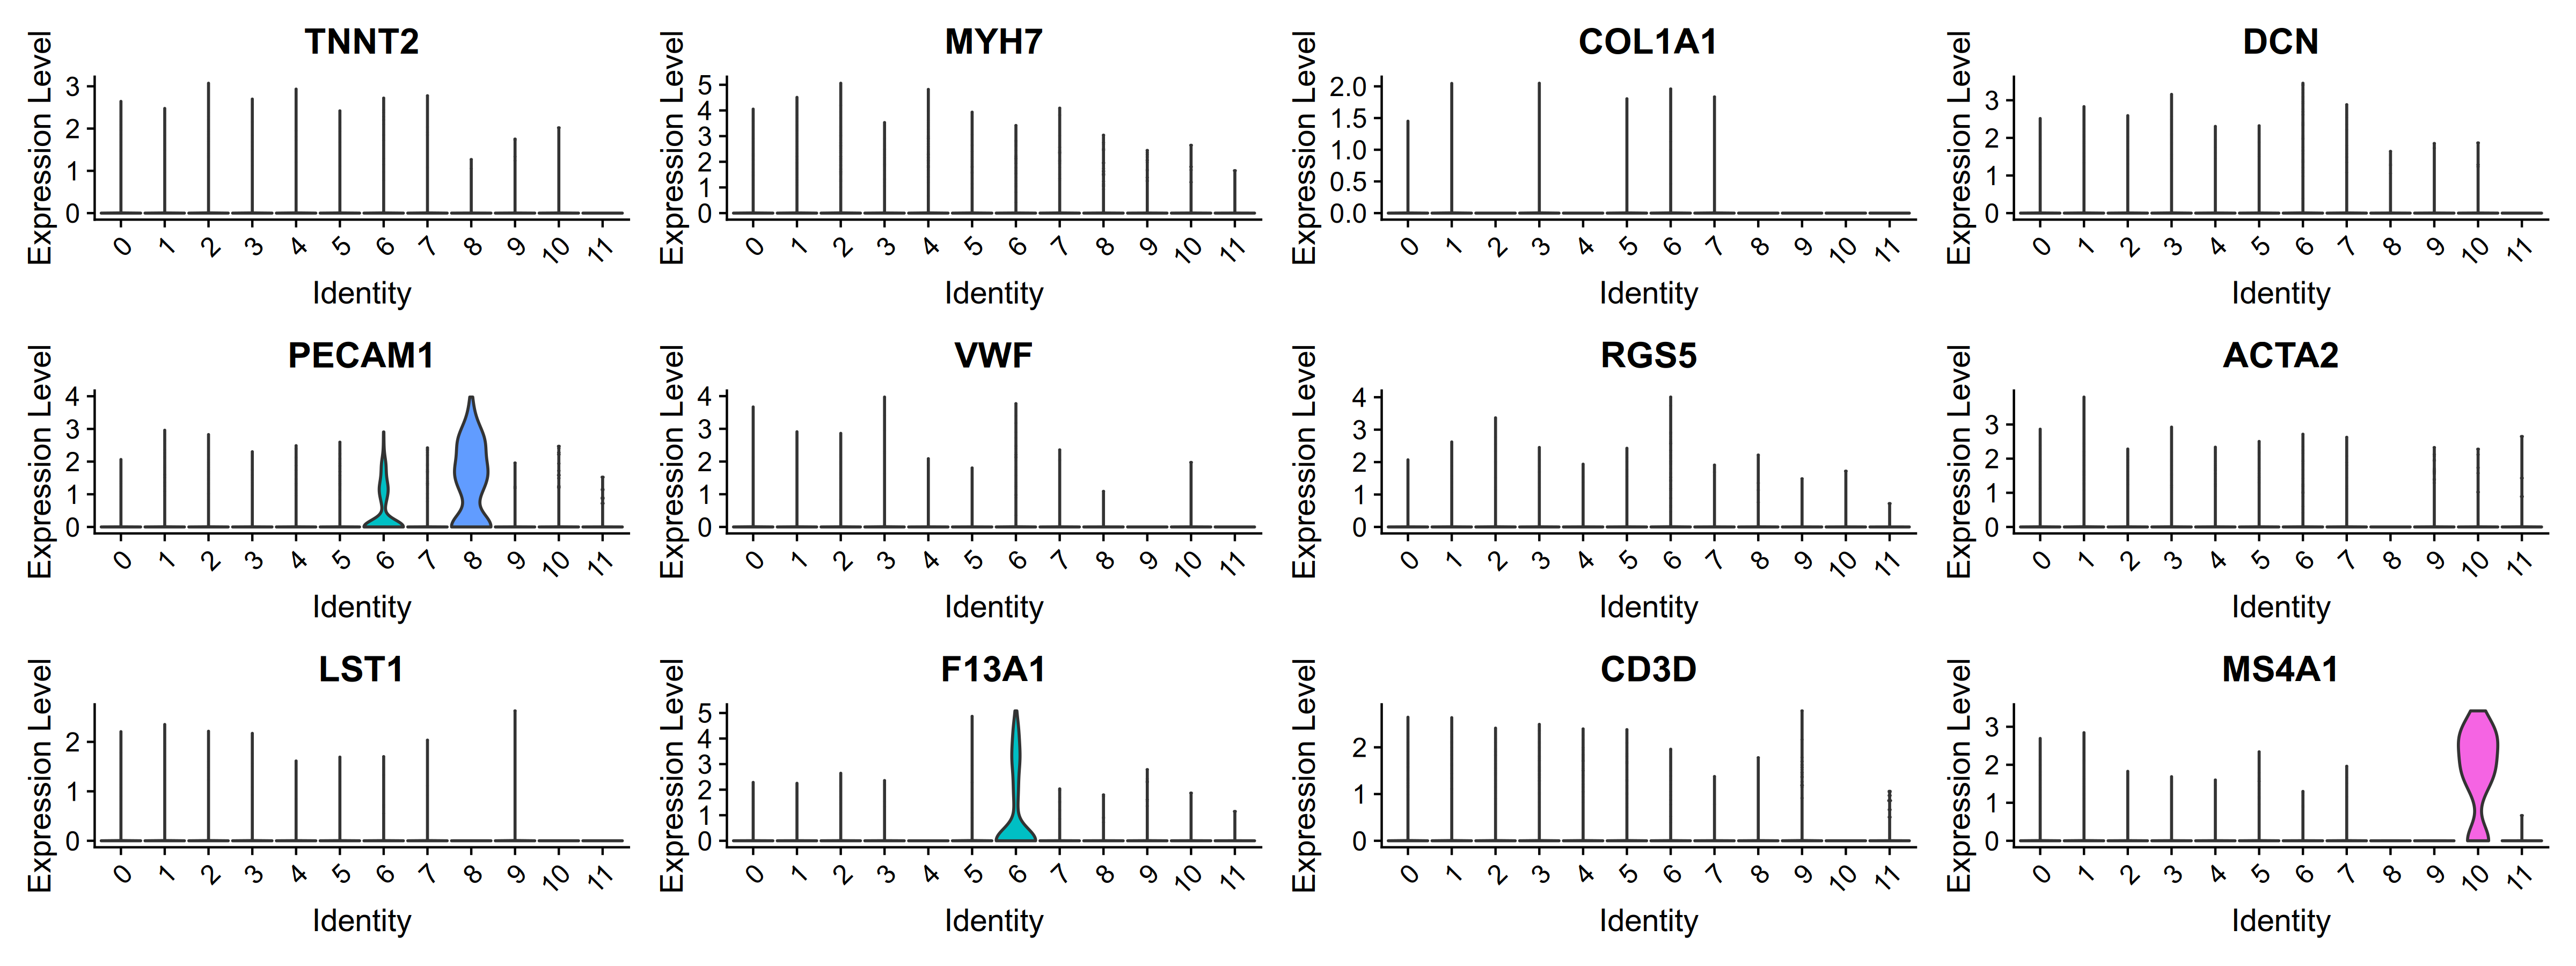 TNNT2 MYH7 COL1A1 DCN
Expression Level 3 2 1 0 Expression Level 5 4 3 2 1 0 Expression Level 2.0 1.5 1.0 0.5 0.0 Expression Level 3 2 1 0
0 1 2 3 4 5 6 7 8 9 10 11 0 1 2 3 4 5 6 7 8 9 10 11 0 1 2 3 4 5 6 7 8 9 10 11 0 1 2 3 4 5 6 7 8 9 10 11
Identity Identity Identity Identity
PECAM1 VWF RGS5 ACTA2
Expression Level 4 3 2 1 0 Expression Level 4 3 2 1 0 Expression Level 4 3 2 1 0 Expression Level 3 2 1 0
0 1 2 3 4 5 6 7 8 9 10 11 0 1 2 3 4 5 6 7 8 9 10 11 0 1 2 3 4 5 6 7 8 9 10 11 0 1 2 3 4 5 6 7 8 9 10 11
Identity Identity Identity Identity
LST1 F13A1 CD3D MS4A1
Expression Level 2 1 0 Expression Level 5 4 3 2 1 0 Expression Level 2 1 0 Expression Level 3 2 1 0
0 1 2 3 4 5 6 7 8 9 10 11 0 1 2 3 4 5 6 7 8 9 10 11 0 1 2 3 4 5 6 7 8 9 10 11 0 1 2 3 4 5 6 7 8 9 10 11
Identity Identity Identity Identity